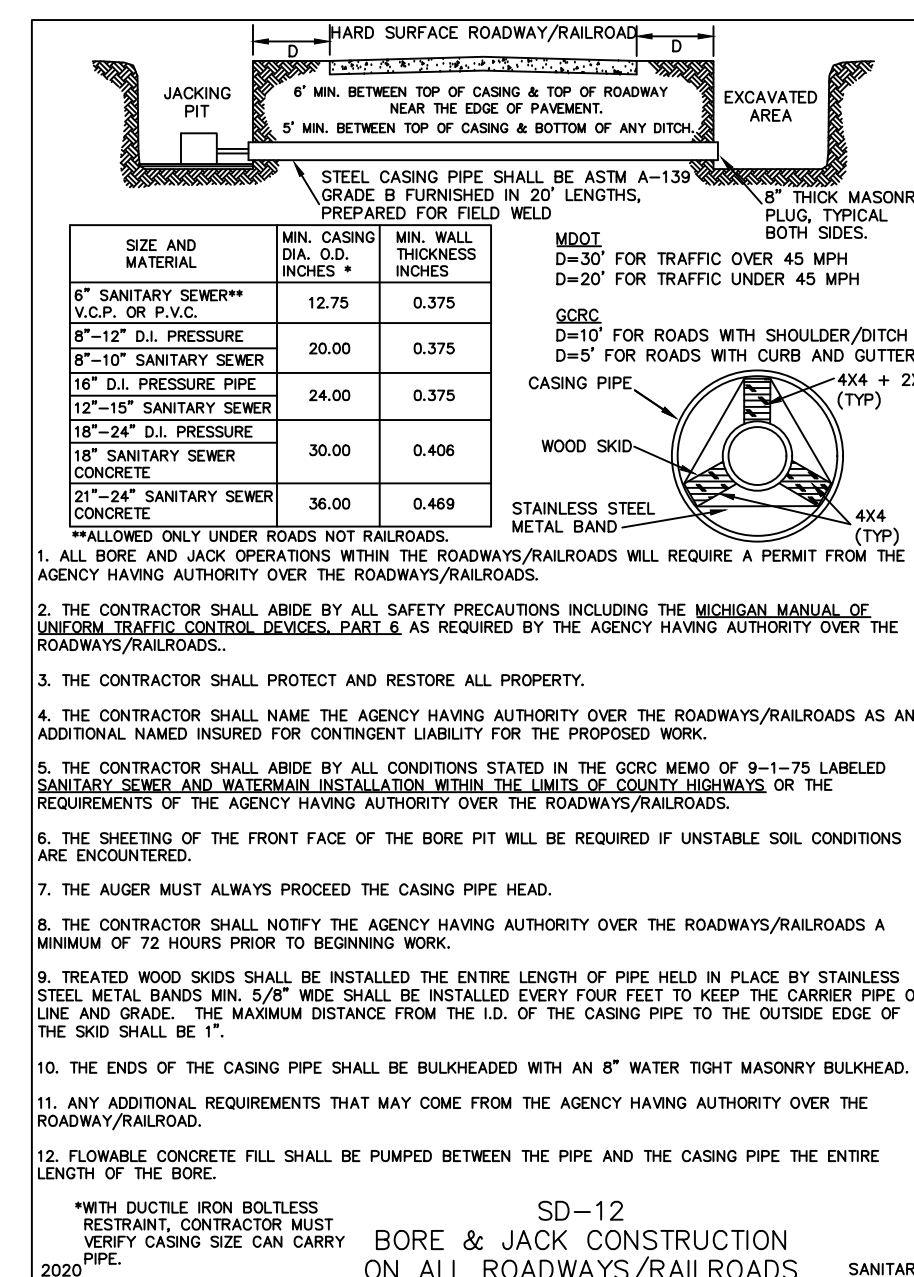 HARD SURFACE ROADWAY/RAILROAD
D
D
JACKING
PIT
6' MIN. BETWEEN TOP OF CASING & TOP OF ROADWAY
NEAR THE EDGE OF PAVEMENT.
5' MIN. BETWEEN TOP OF CASING & BOTTOM OF ANY DITCH.
EXCAVATED
AREA
STEEL CASING PIPE SHALL BE ASTM A-139
GRADE B FURNISHED IN 20' LENGTHS,
PREPARED FOR FIELD WELD
8" THICK MASONR
PLUG, TYPICAL
BOTH SIDES.
SIZE AND
MATERIAL
MIN. CASING
DIA. O.D.
INCHES *
MIN. WALL
THICKNESS
INCHES
6" SANITARY SEWER**
V.C.P. OR P.V.C.
12.75
0.375
8"-12" D.I. PRESSURE
8"-10" SANITARY SEWER
20.00
0.375
16" D.I. PRESSURE PIPE
12"-15" SANITARY SEWER
24.00
0.375
18"-24" D.I. PRESSURE
18" SANITARY SEWER
CONCRETE
30.00
0.406
21"-24" SANITARY SEWER
CONCRETE
36.00
0.469
**ALLOWED ONLY UNDER ROADS NOT RAILROADS.
MDOT
D=30' FOR TRAFFIC OVER 45 MPH
D=20' FOR TRAFFIC UNDER 45 MPH
GCRC
D=10' FOR ROADS WITH SHOULDER/DITCH
D=5' FOR ROADS WITH CURB AND GUTTER
CASING PIPE
4X4 + 2X
(TYP)
WOOD SKID
STAINLESS STEEL
METAL BAND
4X4
(TYP)
1. ALL BORE AND JACK OPERATIONS WITHIN THE ROADWAYS/RAILROADS WILL REQUIRE A PERMIT FROM THE
AGENCY HAVING AUTHORITY OVER THE ROADWAYS/RAILROADS.
2. THE CONTRACTOR SHALL ABIDE BY ALL SAFETY PRECAUTIONS INCLUDING THE MICHIGAN MANUAL OF
UNIFORM TRAFFIC CONTROL DEVICES, PART 6 AS REQUIRED BY THE AGENCY HAVING AUTHORITY OVER THE
ROADWAYS/RAILROADS..
3. THE CONTRACTOR SHALL PROTECT AND RESTORE ALL PROPERTY.
4. THE CONTRACTOR SHALL NAME THE AGENCY HAVING AUTHORITY OVER THE ROADWAYS/RAILROADS AS AN
ADDITIONAL NAMED INSURED FOR CONTINGENT LIABILITY FOR THE PROPOSED WORK.
5. THE CONTRACTOR SHALL ABIDE BY ALL CONDITIONS STATED IN THE GCRC MEMO OF 9-1-75 LABELED
SANITARY SEWER AND WATERMAIN INSTALLATION WITHIN THE LIMITS OF COUNTY HIGHWAYS OR THE
REQUIREMENTS OF THE AGENCY HAVING AUTHORITY OVER THE ROADWAYS/RAILROADS.
6. THE SHEETING OF THE FRONT FACE OF THE BORE PIT WILL BE REQUIRED IF UNSTABLE SOIL CONDITIONS
ARE ENCOUNTERED.
7. THE AUGER MUST ALWAYS PROCEED THE CASING PIPE HEAD.
8. THE CONTRACTOR SHALL NOTIFY THE AGENCY HAVING AUTHORITY OVER THE ROADWAYS/RAILROADS A
MINIMUM OF 72 HOURS PRIOR TO BEGINNING WORK.
9. TREATED WOOD SKIDS SHALL BE INSTALLED THE ENTIRE LENGTH OF PIPE HELD IN PLACE BY STAINLESS
STEEL METAL BANDS MIN. 5/8" WIDE SHALL BE INSTALLED EVERY FOUR FEET TO KEEP THE CARRIER PIPE O
LINE AND GRADE. THE MAXIMUM DISTANCE FROM THE I.D. OF THE CASING PIPE TO THE OUTSIDE EDGE OF
THE SKID SHALL BE 1".
10. THE ENDS OF THE CASING PIPE SHALL BE BULKHEADED WITH AN 8" WATER TIGHT MASONRY BULKHEAD.
11. ANY ADDITIONAL REQUIREMENTS THAT MAY COME FROM THE AGENCY HAVING AUTHORITY OVER THE
ROADWAY/RAILROAD.
12. FLOWABLE CONCRETE FILL SHALL BE PUMPED BETWEEN THE PIPE AND THE CASING PIPE THE ENTIRE
LENGTH OF THE BORE.
*WITH DUCTILE IRON BOLTLESS
RESTRAINT, CONTRACTOR MUST
VERIFY CASING SIZE CAN CARRY
PIPE.
2020
SD-12
BORE & JACK CONSTRUCTION
ON ALL ROADWAYS/RAILROADS
SANITAR